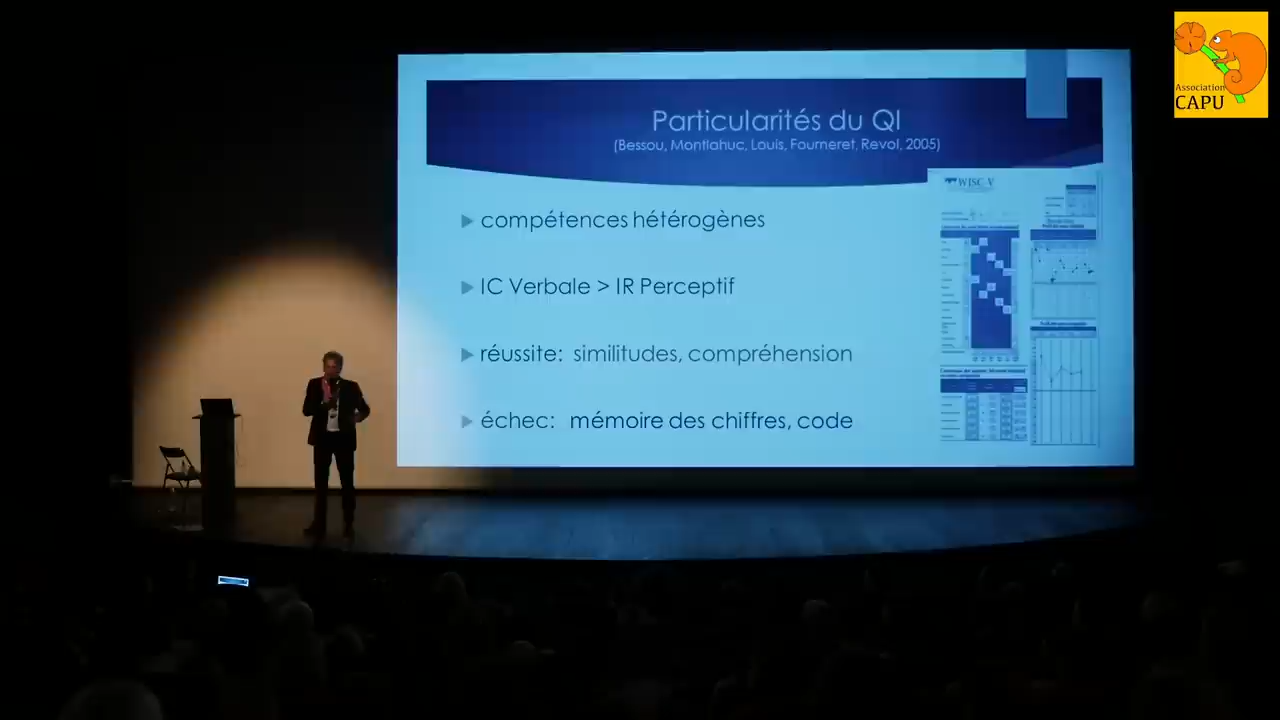 Association
CAPU
Particularités du QI
(Bessou, Montlahuc, Louis, Fourneret, Revol, 2005)
WISC-V
compétences hétérogènes
IC Verbale > IR Perceptif
réussite: similitudes, compréhension
échec: mémoire des chiffres, code